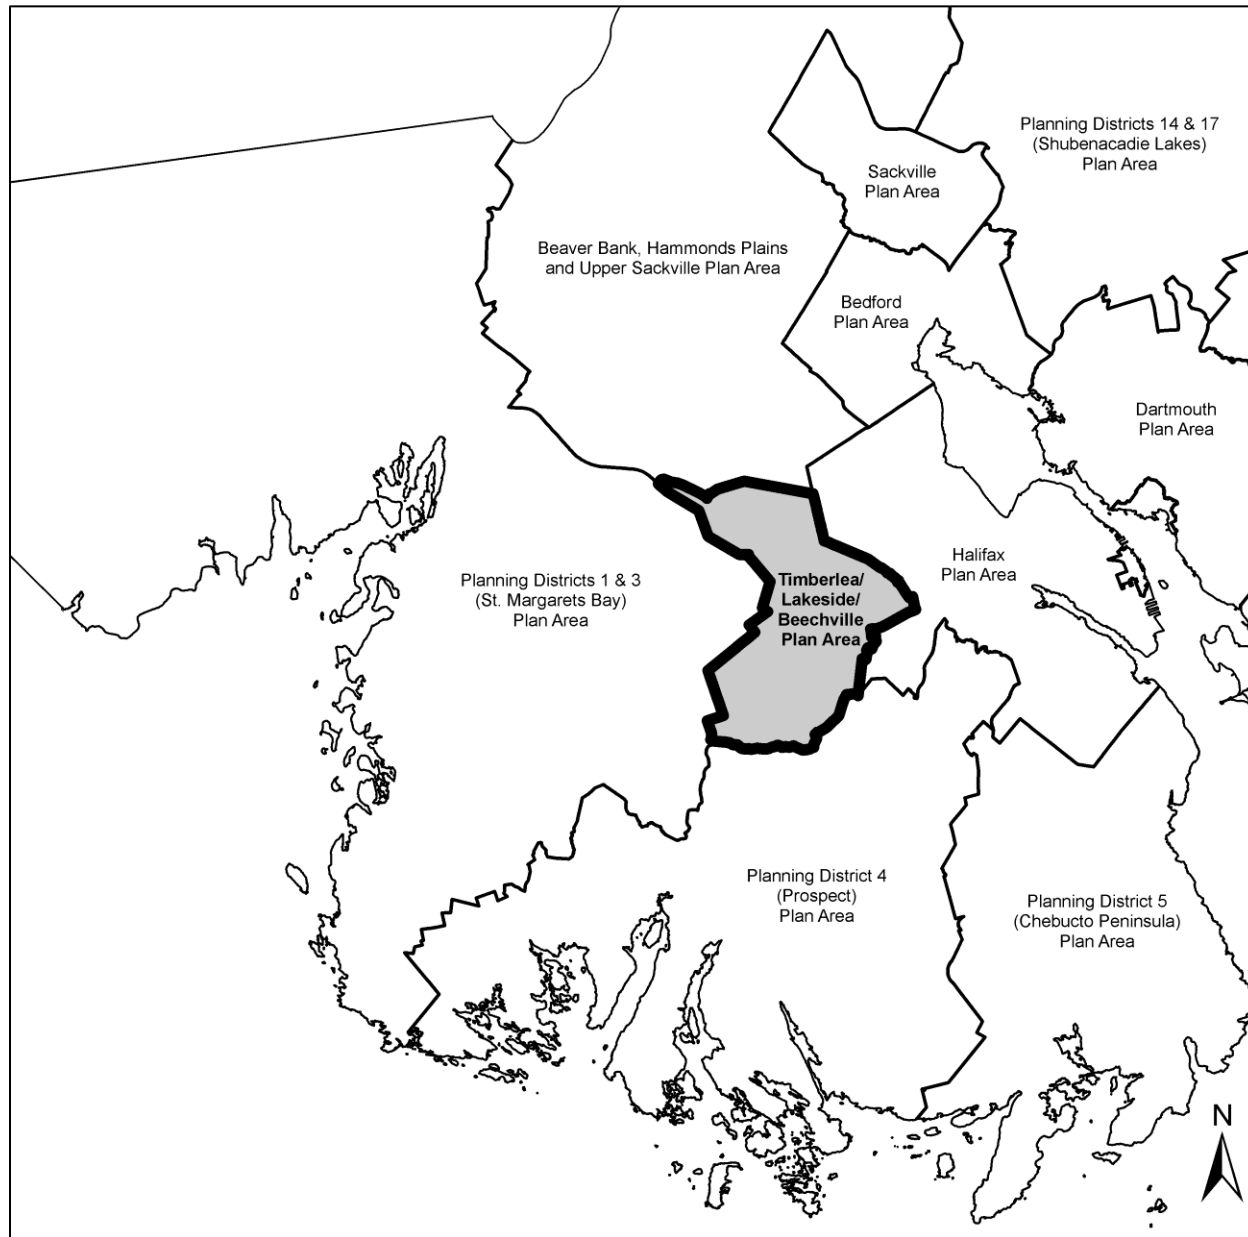 Planning Districts 14 & 17
(Shubenacadie Lakes)
Plan Area
Sackville
Plan Area
Beaver Bank, Hammonds Plains
and Upper Sackville Plan Area
Bedford
Plan Area
Dartmouth
Plan Area
Halifax
Plan Area
Planning Districts 1 & 3
(St. Margarets Bay)
Plan Area
Timberlea/
Lakeside/
Beechville
Plan Area
Planning District 4
(Prospect)
Plan Area
Planning District 5
(Chebucto Peninsula)
Plan Area
N